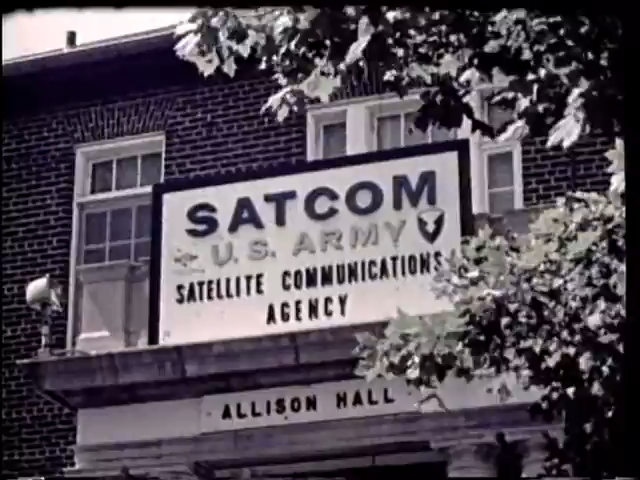 SATCOM
U.S. ARMY
SATELLITE COMMUNICATIONS
AGENCY
ALLISON HALL